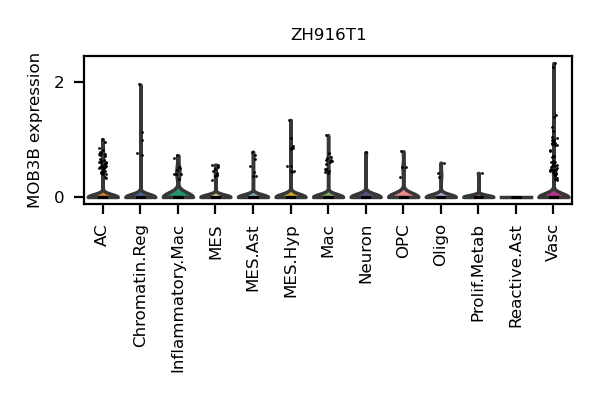 ZH916T1
MOB3B expression
2
0
AC
Chromatin.Reg
Inflammatory.Mac
MES
MES.Ast
MES.Hyp
Mac
Neuron
OPC
Oligo
Prolif.Metab
Reactive.Ast
Vasc